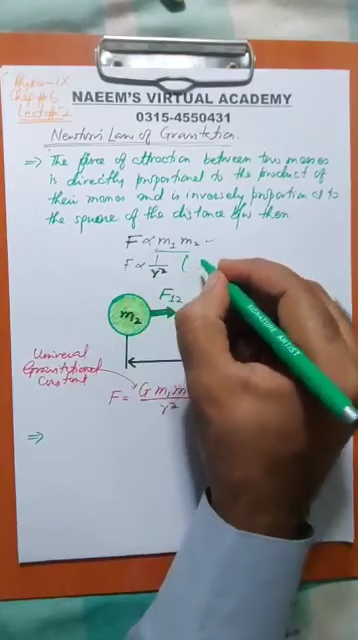 Physics-IX
Chap#6
Lect#2
NAEEM'S VIRTUAL ACADEMY
0315-4550431
Newton's Law of Gravitation.
=> The force of attraction between two masses
is directly proportional to the product of
their masses and is inversely proportional to
the square of the distance b/w them
F ∝ m₁ m₂
F ∝ 1/r² (
F₁₂
m₂
Universal
Gravitational
Constant
F = G m₁ m
r²
=>
SIGNATURE ARTIST